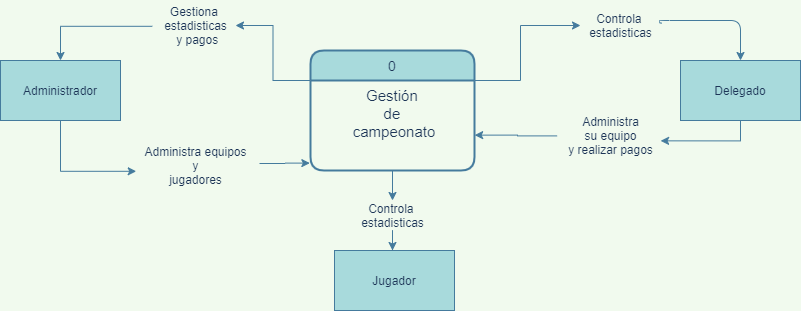 Gestiona
estadisticas
y pagos
Controla
estadisticas
0
Administrador
Gestión
de
campeonato
Delegado
Administra
su equipo
y realizar pagos
Administra equipos
y
jugadores
Controla
estadisticas
Jugador